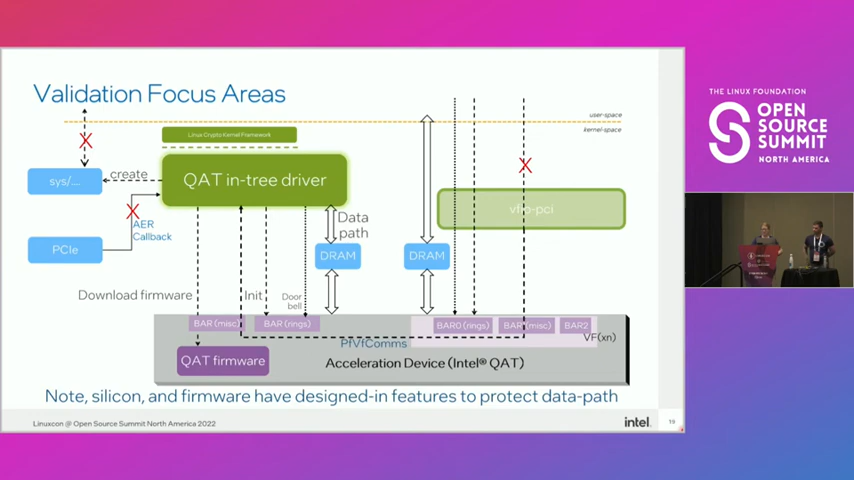 Validation Focus Areas
user-space
kernel-space
Linux Crypto Kernel Framework
sys/...
create
QAT in-tree driver
vfio-pci
AER
Callback
PCIe
Data
path
DRAM
DRAM
Download firmware
Init
Door
bell
BAR (misc)
BAR (rings)
BAR0 (rings)
BAR1 (misc)
BAR2
VF(xn)
PfVfComms
QAT firmware
Acceleration Device (Intel® QAT)
Note, silicon, and firmware have designed-in features to protect data-path
Linuxcon @ Open Source Summit North America 2022
intel.
19
THE LINUX FOUNDATION
OPEN
SOURCE
SUMMIT
NORTH AMERICA